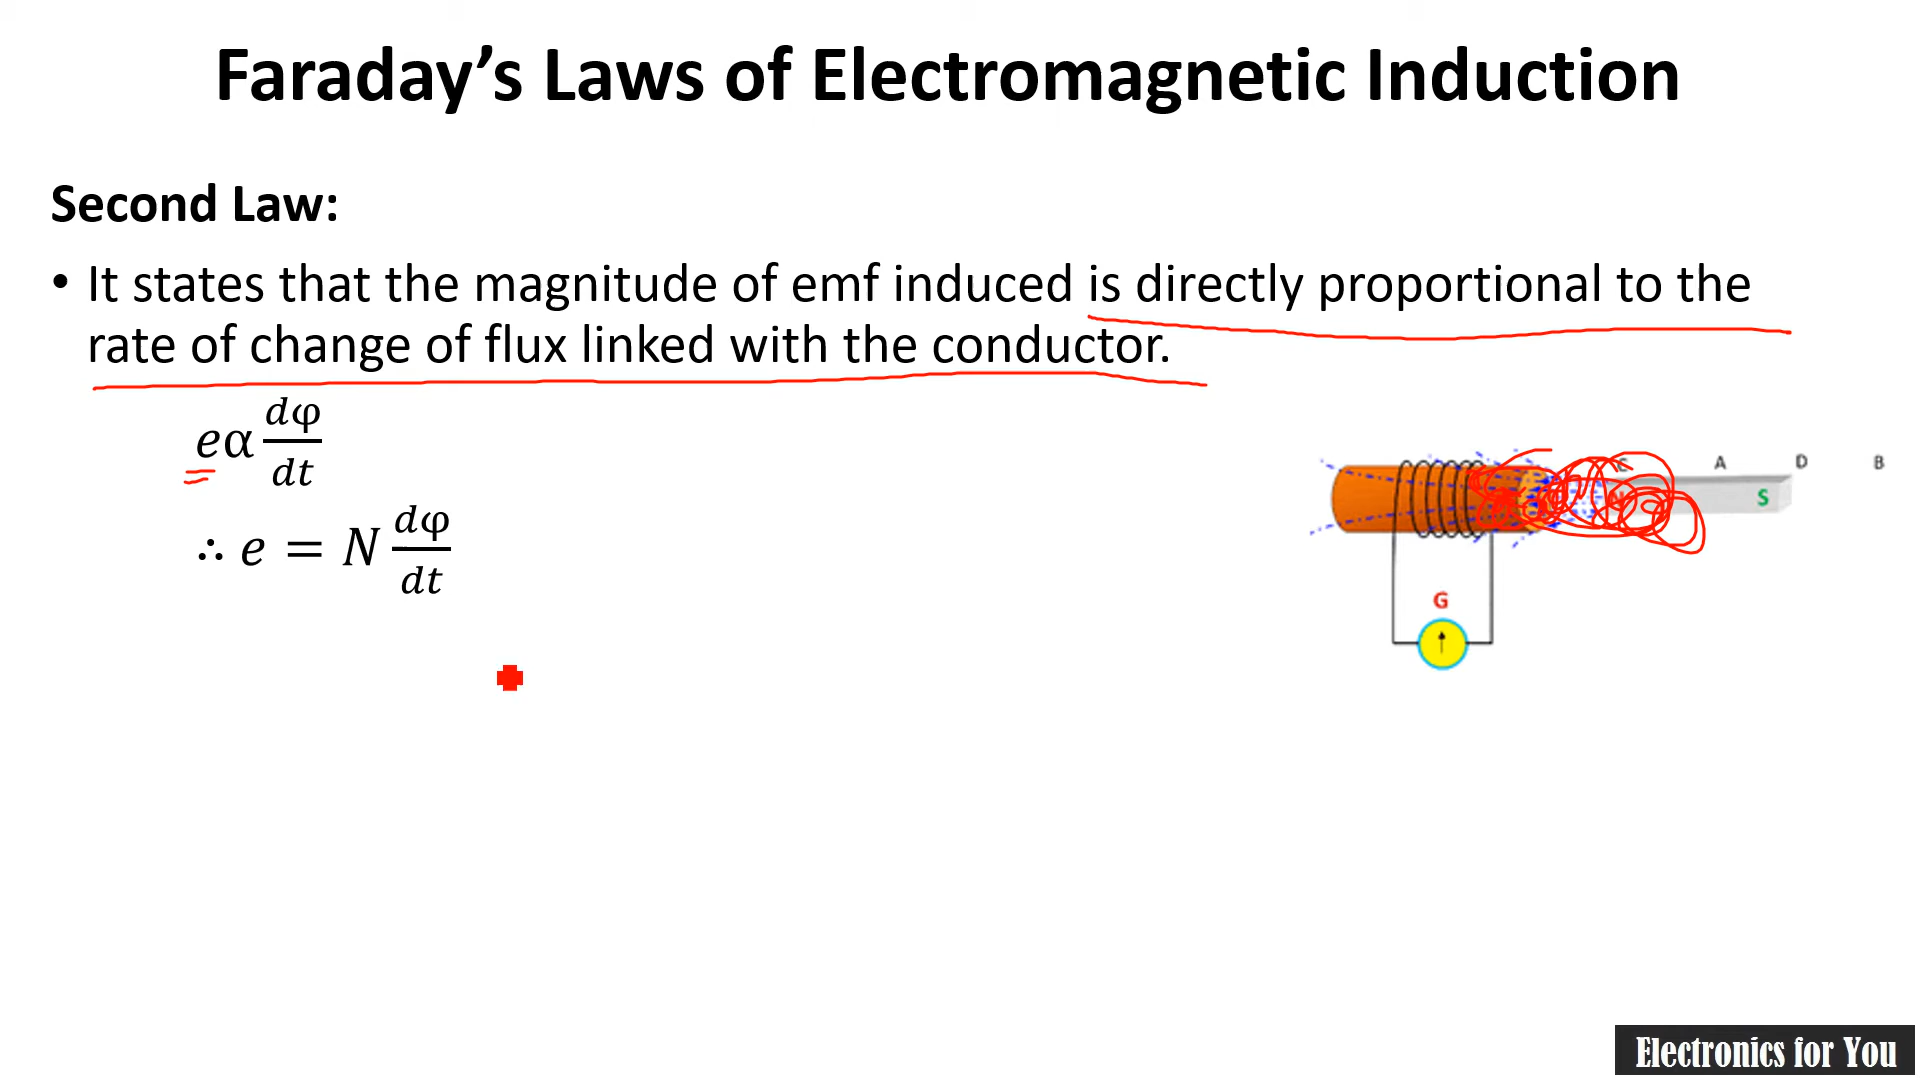 Faraday’s Laws of Electromagnetic Induction
Second Law:
• It states that the magnitude of emf induced is directly proportional to the
rate of change of flux linked with the conductor.
eα dφ/dt
∴ e = N dφ/dt
C A D B
N S
G
Electronics for You